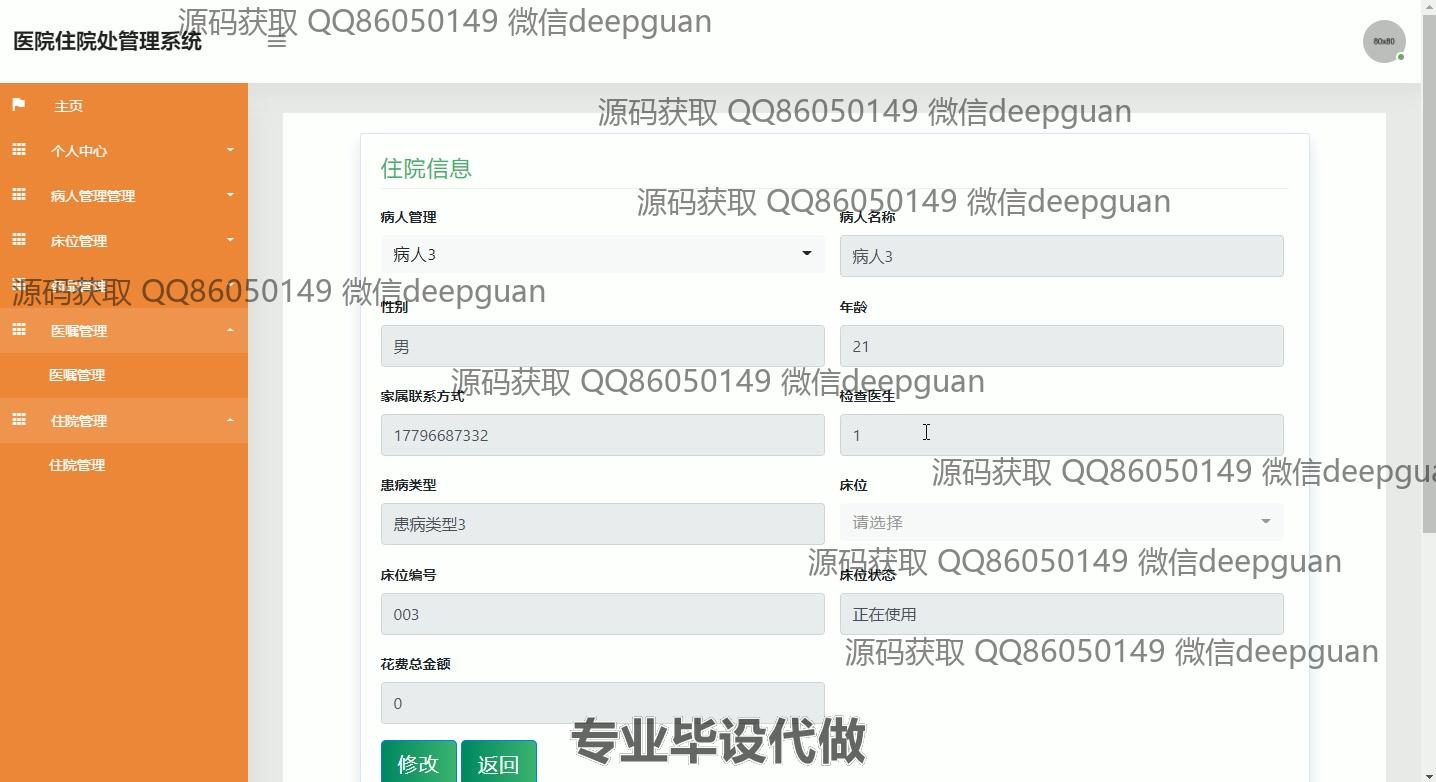 源码获取 QQ86050149 微信deepguan
医院住院处管理系统
80x80
主页
源码获取 QQ86050149 微信deepguan
个人中心
住院信息
病人管理管理
源码获取 QQ86050149 微信deepguan
病人管理
病人名称
床位管理
病人3
病人3
源码获取 QQ86050149 微信deepguan
性别
年龄
医嘱管理
男
21
医嘱管理
源码获取 QQ86050149 微信deepguan
家属联系方式
检查医生
住院管理
17796687332
1
住院管理
源码获取 QQ86050149 微信deepgua
患病类型
床位
患病类型3
请选择
源码获取 QQ86050149 微信deepguan
床位编号
床位状态
003
正在使用
源码获取 QQ86050149 微信deepguan
花费总金额
0
专业毕设代做
修改
返回